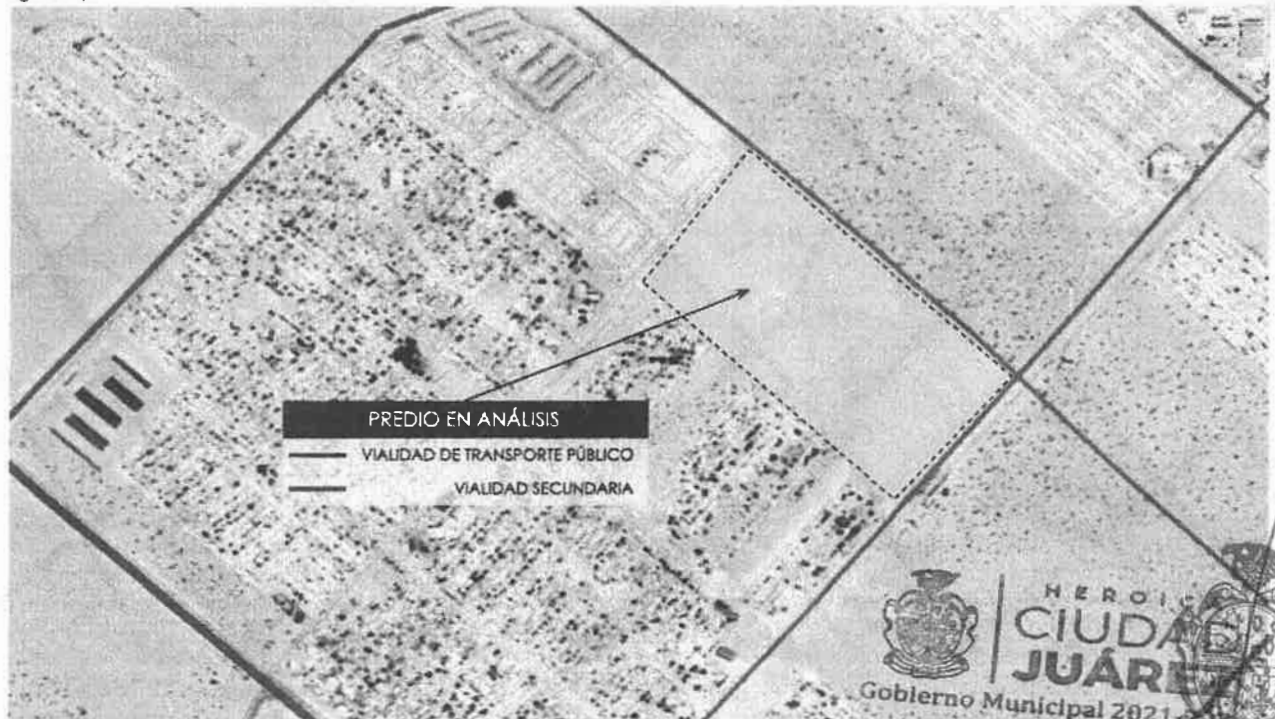 PREDIO EN ANÁLISIS
VIALIDAD DE TRANSPORTE PÚBLICO
VIALIDAD SECUNDARIA
CIUDA
JUÁRE
Gobierno Municipal 2021